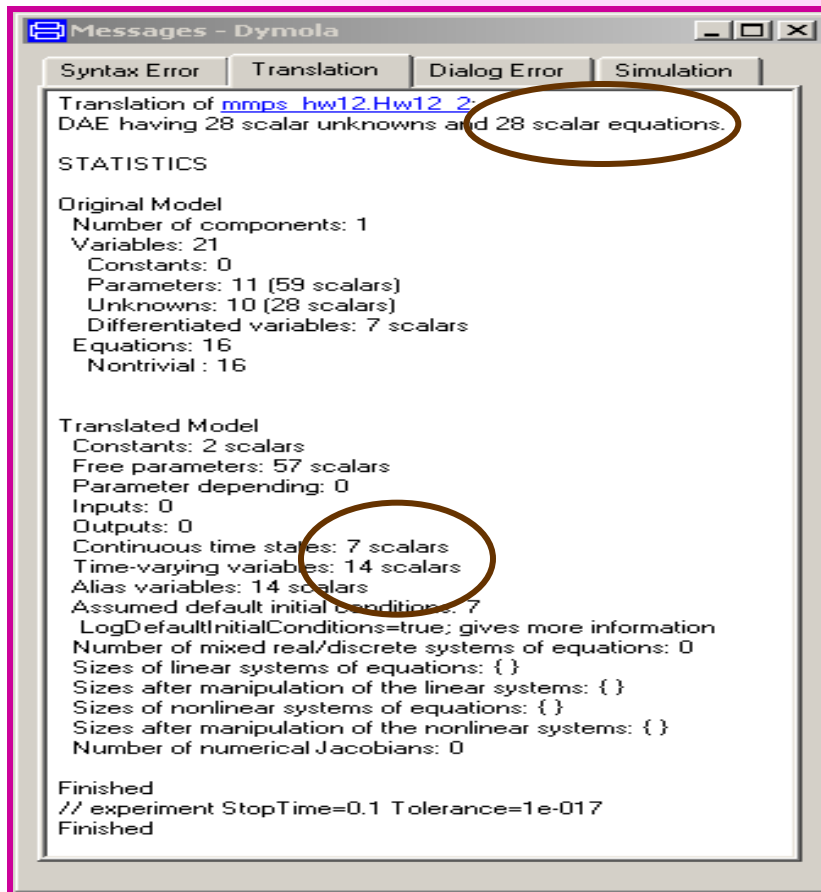 Messages - Dymola
Syntax Error Translation Dialog Error Simulation
Translation of mmps_hw12.Hw12_2:
DAE having 28 scalar unknowns and 28 scalar equations.
STATISTICS
Original Model
Number of components: 1
Variables: 21
Constants: 0
Parameters: 11 (59 scalars)
Unknowns: 10 (28 scalars)
Differentiated variables: 7 scalars
Equations: 16
Nontrivial : 16
Translated Model
Constants: 2 scalars
Free parameters: 57 scalars
Parameter depending: 0
Inputs: 0
Outputs: 0
Continuous time states: 7 scalars
Time-varying variables: 14 scalars
Alias variables: 14 scalars
Assumed default initial conditions: 7
LogDefaultInitialConditions=true; gives more information
Number of mixed real/discrete systems of equations: 0
Sizes of linear systems of equations: { }
Sizes after manipulation of the linear systems: { }
Sizes of nonlinear systems of equations: { }
Sizes after manipulation of the nonlinear systems: { }
Number of numerical Jacobians: 0
Finished
// experiment StopTime=0.1 Tolerance=1e-017
Finished